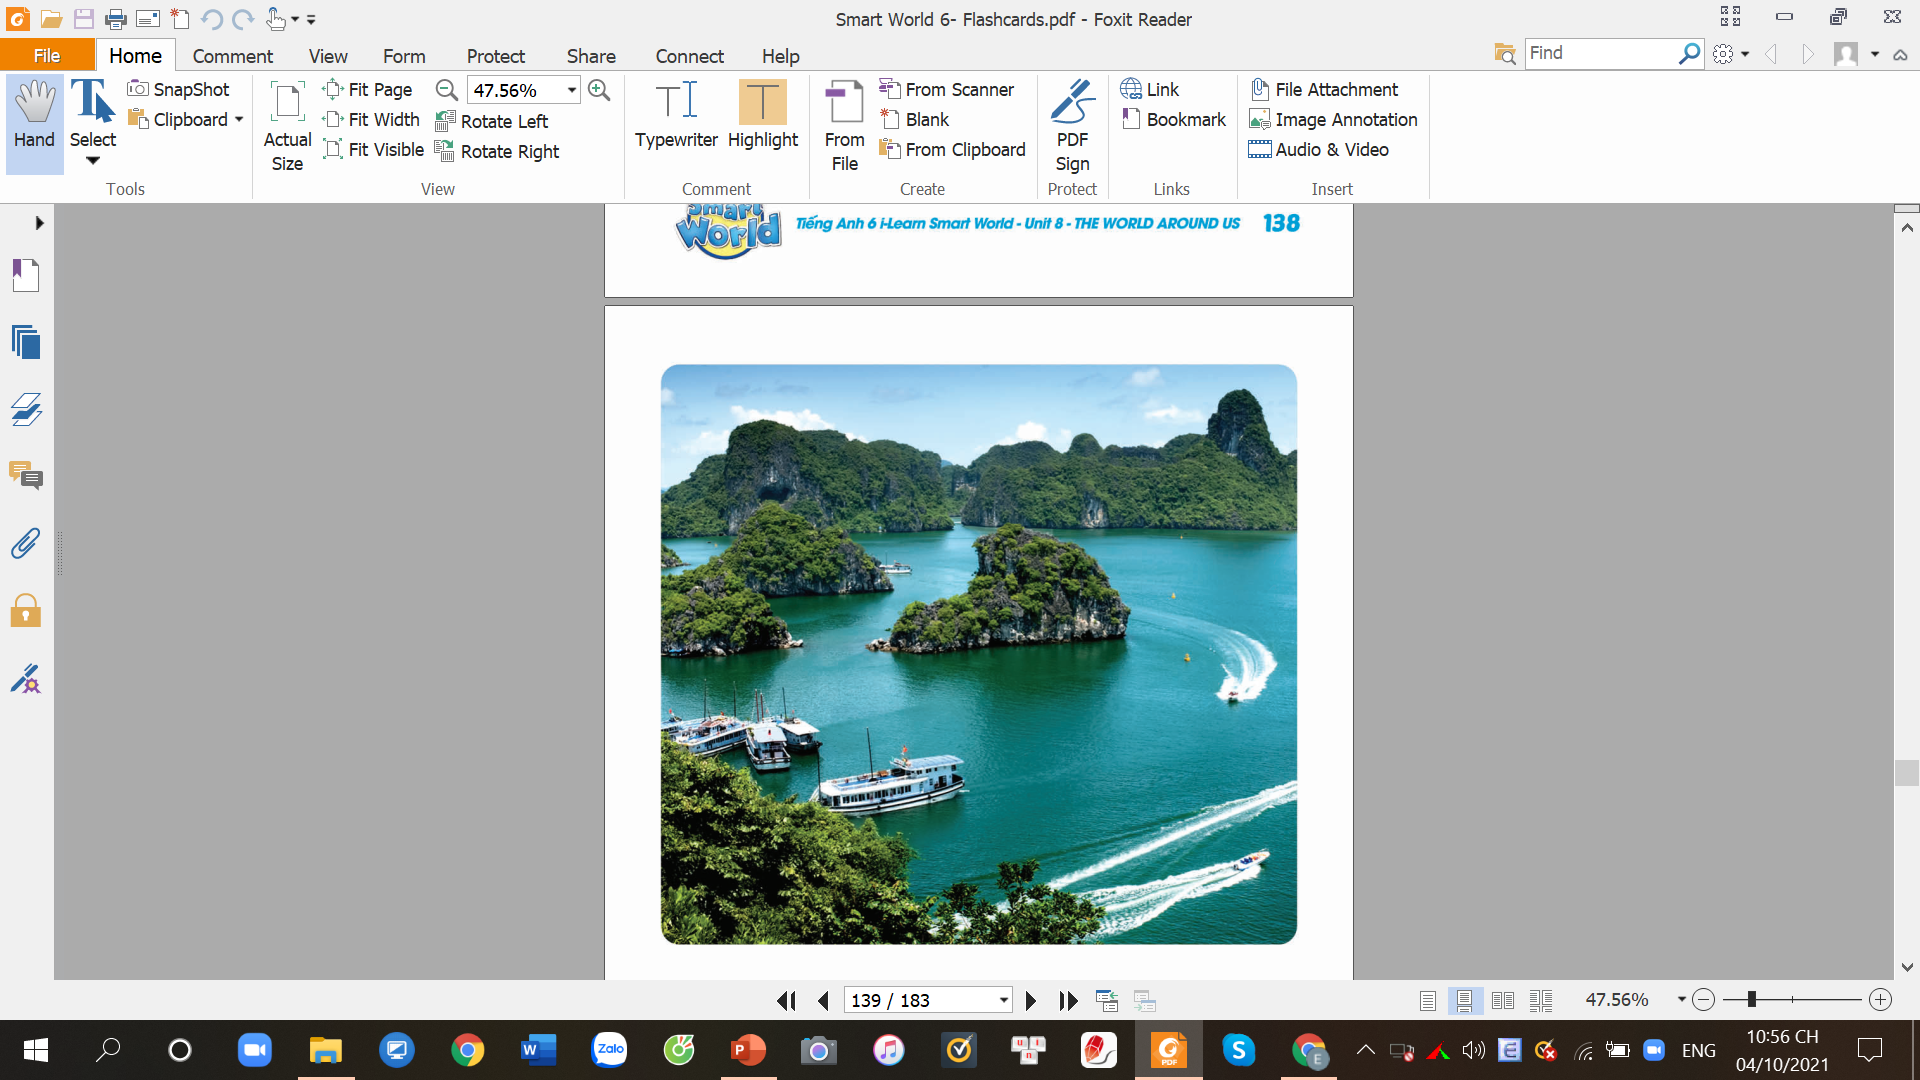 Smart World 6- Flashcards.pdf - Foxit Reader
File Home Comment View Form Protect Share Connect Help
Find
Hand
Select
SnapShot
Clipboard
Tools
Actual Size
Fit Page
Fit Width
Fit Visible
47.56%
Rotate Left
Rotate Right
View
Typewriter
Highlight
Comment
From File
From Scanner
Blank
From Clipboard
Create
PDF Sign
Protect
Link
Bookmark
Links
File Attachment
Image Annotation
Audio & Video
Insert
Smart
World
Tiếng Anh 6 i-Learn Smart World - Unit 8 - THE WORLD AROUND US 138
139 / 183
47.56%
Zalo
ENG
10:56 CH
04/10/2021